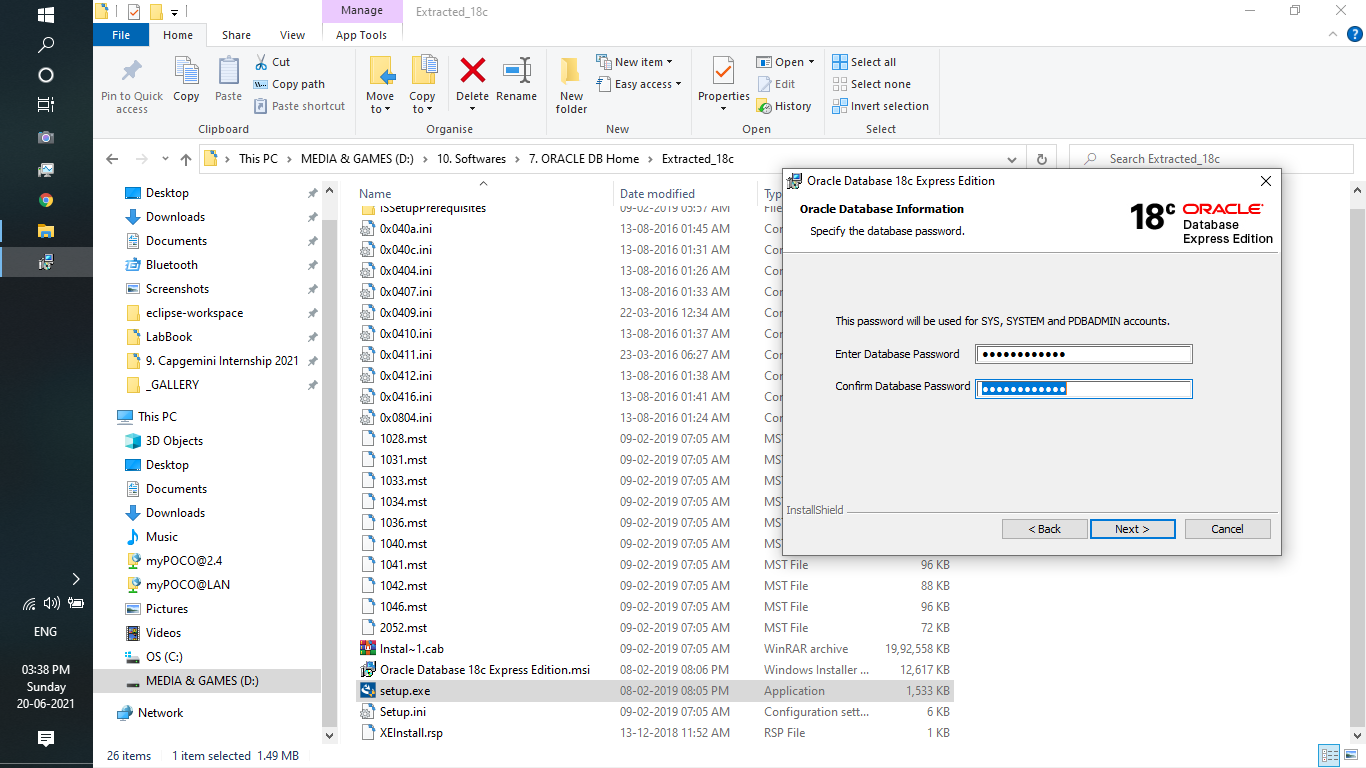 Manage
Extracted_18c
File
Home
Share
View
App Tools
Pin to Quick access
Copy
Paste
Cut
Copy path
Paste shortcut
Clipboard
Move to
Copy to
Delete
Rename
Organise
New folder
New item
Easy access
New
Properties
Open
Edit
History
Open
Select all
Select none
Invert selection
Select
This PC > MEDIA & GAMES (D:) > 10. Softwares > 7. ORACLE DB Home > Extracted_18c
Search Extracted_18c
Desktop
Downloads
Documents
Bluetooth
Screenshots
eclipse-workspace
LabBook
9. Capgemini Internship 2021
_GALLERY
This PC
3D Objects
Desktop
Documents
Downloads
Music
myPOCO@2.4
myPOCO@LAN
Pictures
Videos
OS (C:)
MEDIA & GAMES (D:)
Network
Name Date modified Typ
ISSetupPrerequisites 09-02-2019 05:57 AM File
0x040a.ini 13-08-2016 01:45 AM Cor
0x040c.ini 13-08-2016 01:31 AM Cor
0x0404.ini 13-08-2016 01:26 AM Cor
0x0407.ini 13-08-2016 01:33 AM Cor
0x0409.ini 22-03-2016 12:34 AM Cor
0x0410.ini 13-08-2016 01:37 AM Cor
0x0411.ini 23-03-2016 06:27 AM Cor
0x0412.ini 13-08-2016 01:38 AM Cor
0x0416.ini 13-08-2016 01:41 AM Cor
0x0804.ini 13-08-2016 01:24 AM Cor
1028.mst 09-02-2019 07:05 AM MST
1031.mst 09-02-2019 07:05 AM MST
1033.mst 09-02-2019 07:05 AM MST
1034.mst 09-02-2019 07:05 AM MST
1036.mst 09-02-2019 07:05 AM MST
1040.mst 09-02-2019 07:05 AM MST
1041.mst 09-02-2019 07:05 AM MST File 96 KB
1042.mst 09-02-2019 07:05 AM MST File 88 KB
1046.mst 09-02-2019 07:05 AM MST File 96 KB
2052.mst 09-02-2019 07:05 AM MST File 72 KB
Instal~1.cab 09-02-2019 07:05 AM WinRAR archive 19,92,558 KB
Oracle Database 18c Express Edition.msi 08-02-2019 08:06 PM Windows Installer ... 12,617 KB
setup.exe 08-02-2019 08:05 PM Application 1,533 KB
Setup.ini 09-02-2019 07:05 AM Configuration sett... 6 KB
XEInstall.rsp 13-12-2018 11:52 AM RSP File 1 KB
26 items 1 item selected 1.49 MB
Oracle Database 18c Express Edition
Oracle Database Information
Specify the database password.
18c ORACLE
Database
Express Edition
This password will be used for SYS, SYSTEM and PDBADMIN accounts.
Enter Database Password
Confirm Database Password
InstallShield
< Back
Next >
Cancel
ENG
03:38 PM
Sunday
20-06-2021